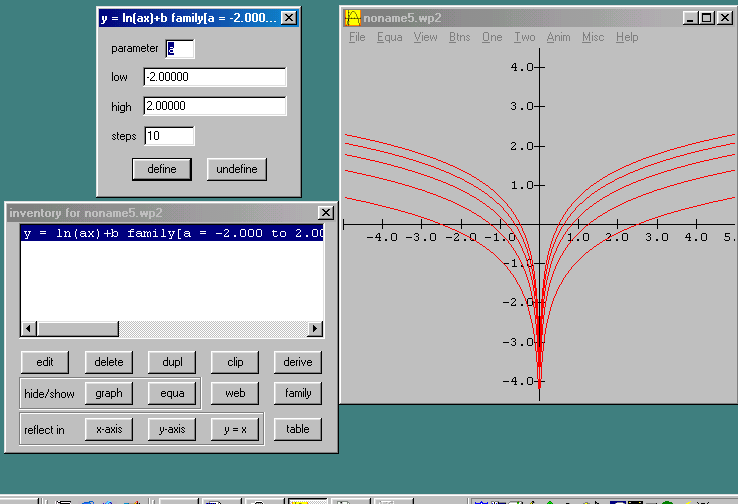 y = ln(ax)+b family[a = -2.000...
parameter a
low -2.00000
high 2.00000
steps 10
define undefine
inventory for noname5.wp2
y = ln(ax)+b family[a = -2.000 to 2.00
edit delete dupl clip derive
hide/show graph equa web family
reflect in x-axis y-axis y = x table
noname5.wp2
File Equa View Btns One Two Anim Misc Help
4.0
3.0
2.0
1.0
-4.0 -3.0 -2.0 -1.0 1.0 2.0 3.0 4.0 5.
-1.0
-2.0
-3.0
-4.0